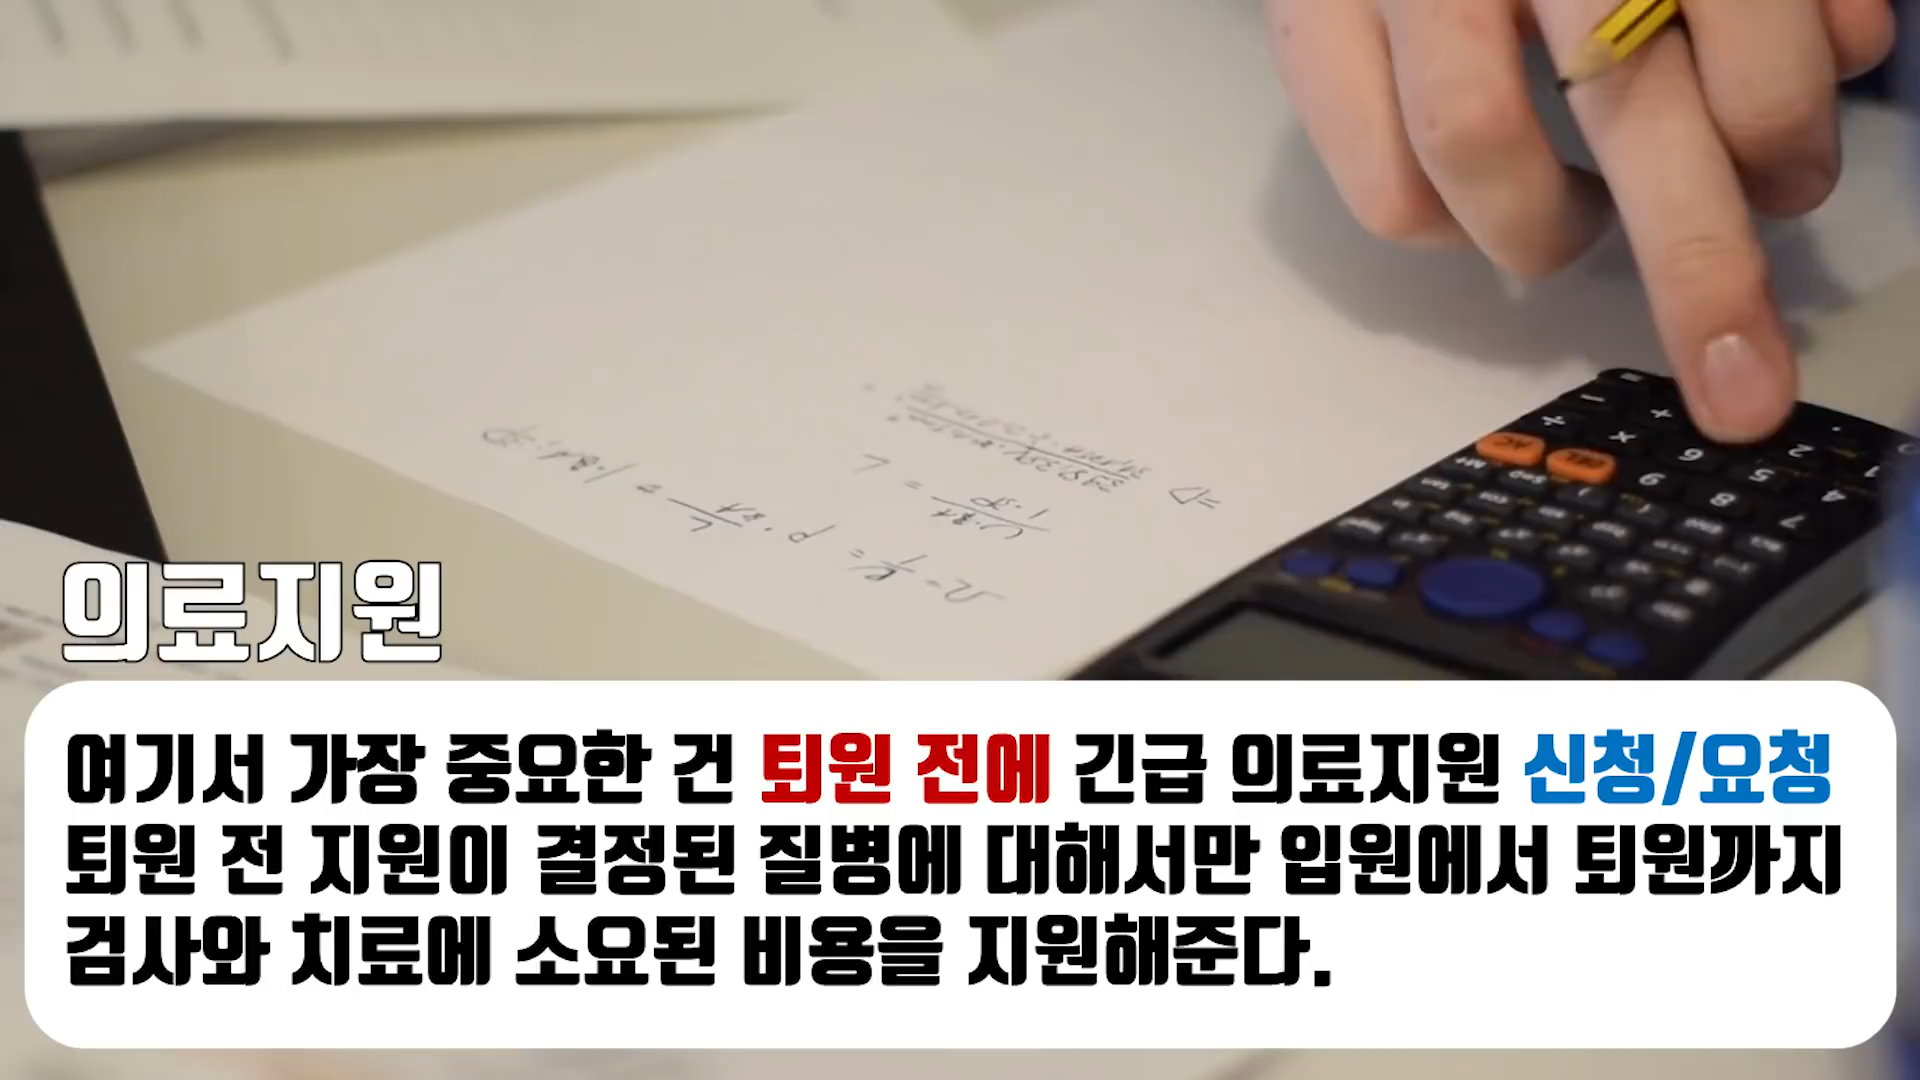 의료지원
여기서 가장 중요한 건 퇴원 전에 긴급 의료지원 신청/요청
퇴원 전 지원이 결정된 질병에 대해서만 입원에서 퇴원까지
검사와 치료에 소요된 비용을 지원해준다.